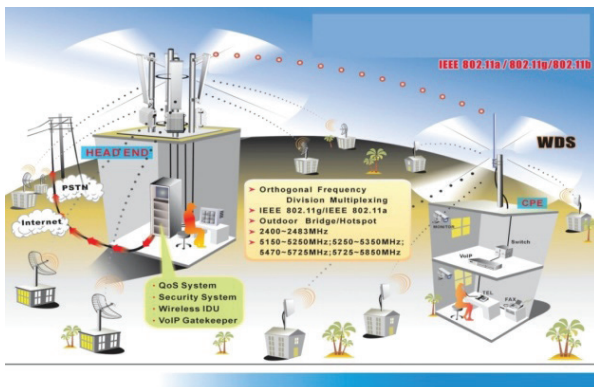 IEEE 802.11a/802.11g/802.11b
WDS
HEAD END
PSTN
Internet
➤ Orthogonal Frequency
Division Multiplexing
➤ IEEE 802.11g/IEEE 802.11a
➤ Outdoor Bridge/Hotspot
➤ 2400~2483MHz
➤ 5150~5250MHz;5250~5350MHz;
5470~5725MHz;5725~5850MHz
· QoS System
· Security System
· Wireless IDU
· VoIP Gatekeeper
CPE
MONITOR
Switch
VoIP
TEL
FAX